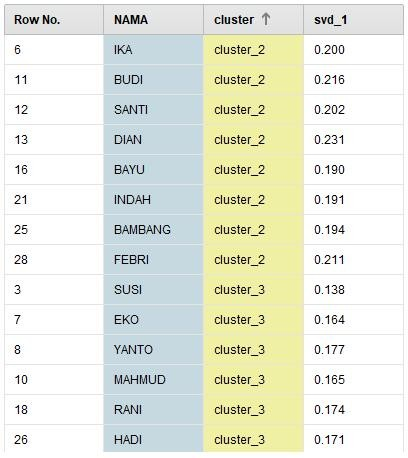 Row No. NAMA cluster ↑ svd_1
6 IKA cluster_2 0.200
11 BUDI cluster_2 0.216
12 SANTI cluster_2 0.202
13 DIAN cluster_2 0.231
16 BAYU cluster_2 0.190
21 INDAH cluster_2 0.191
25 BAMBANG cluster_2 0.194
28 FEBRI cluster_2 0.211
3 SUSI cluster_3 0.138
7 EKO cluster_3 0.164
8 YANTO cluster_3 0.177
10 MAHMUD cluster_3 0.165
18 RANI cluster_3 0.174
26 HADI cluster_3 0.171